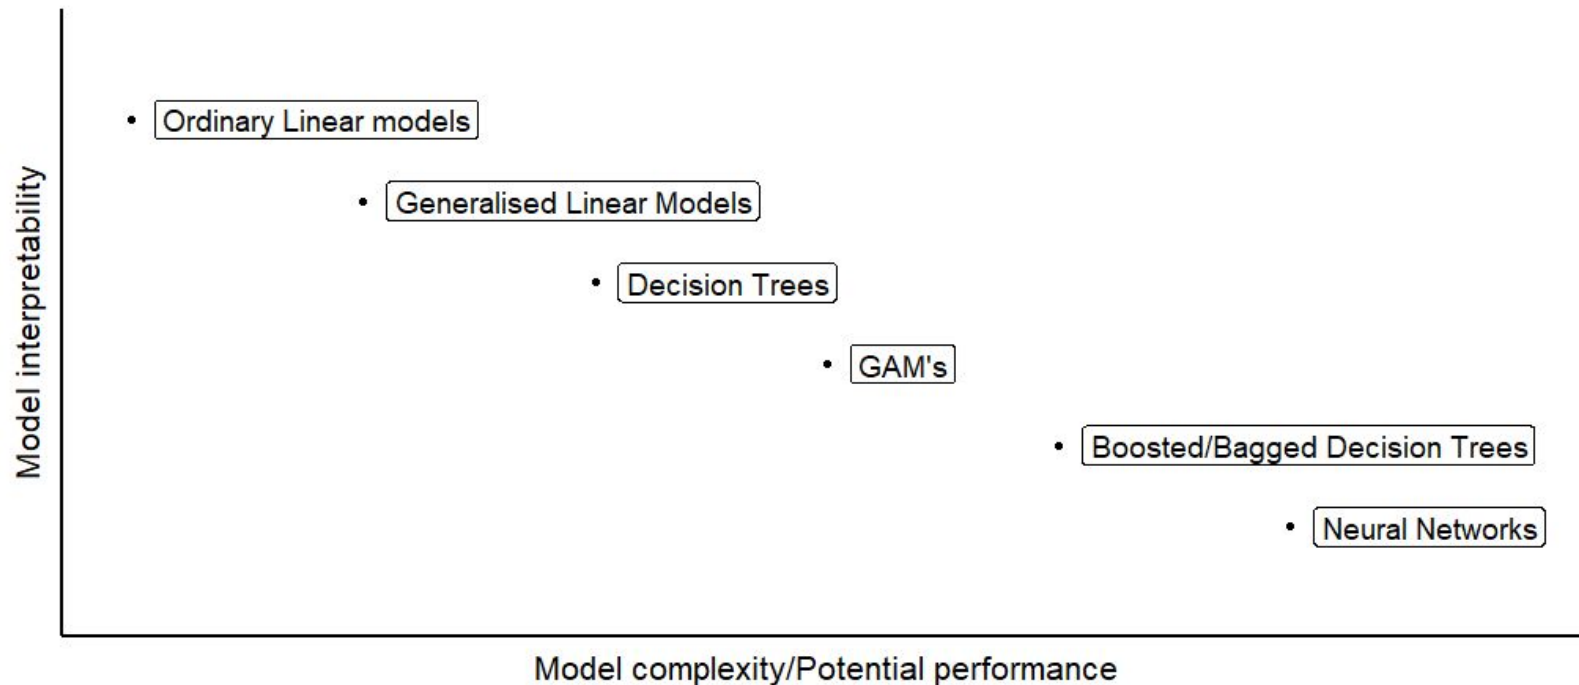 Ordinary Linear models
Generalised Linear Models
Decision Trees
GAM's
Boosted/Bagged Decision Trees
Neural Networks
Model interpretability
Model complexity/Potential performance